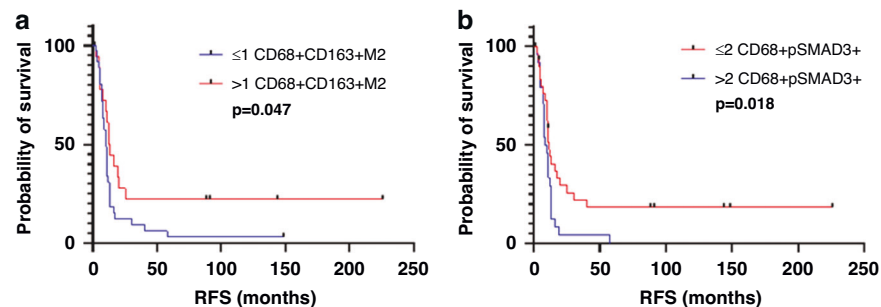 a
Probability of survival
100
50
0
≤1 CD68+CD163+M2
>1 CD68+CD163+M2
p=0.047
0 50 100 150 200 250
RFS (months)
b
Probability of survival
100
50
0
≤2 CD68+pSMAD3+
>2 CD68+pSMAD3+
p=0.018
0 50 100 150 200 250
RFS (months)